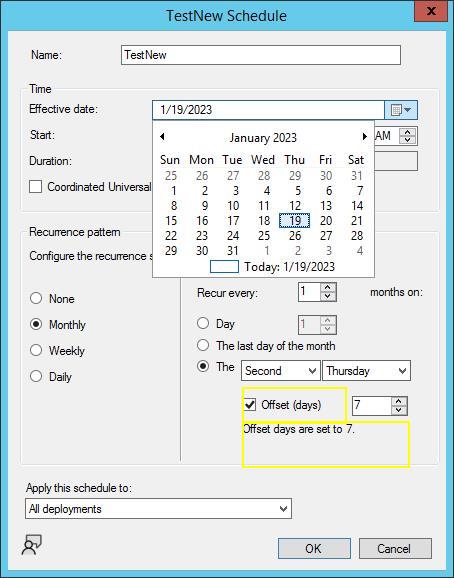 TestNew Schedule
Name: TestNew
Time
Effective date: 1/19/2023
Start: AM
Duration:
Coordinated Universal
January 2023
Sun Mon Tue Wed Thu Fri Sat
25 26 27 28 29 30 31
1 2 3 4 5 6 7
8 9 10 11 12 13 14
15 16 17 18 19 20 21
22 23 24 25 26 27 28
29 30 31 1 2 3 4
Today: 1/19/2023
Recurrence pattern
Configure the recurrence s
None
Monthly
Weekly
Daily
Recur every: 1 months on:
Day 1
The last day of the month
The Second Thursday
Offset (days) 7
Offset days are set to 7.
Apply this schedule to:
All deployments
OK Cancel